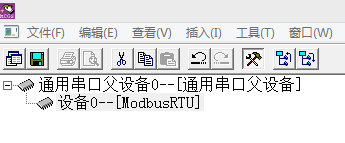 文件(F) 编辑(E) 查看(V) 插入(I) 工具(T) 窗口(W)
通用串口父设备0--[通用串口父设备]
设备0--[ModbusRTU]